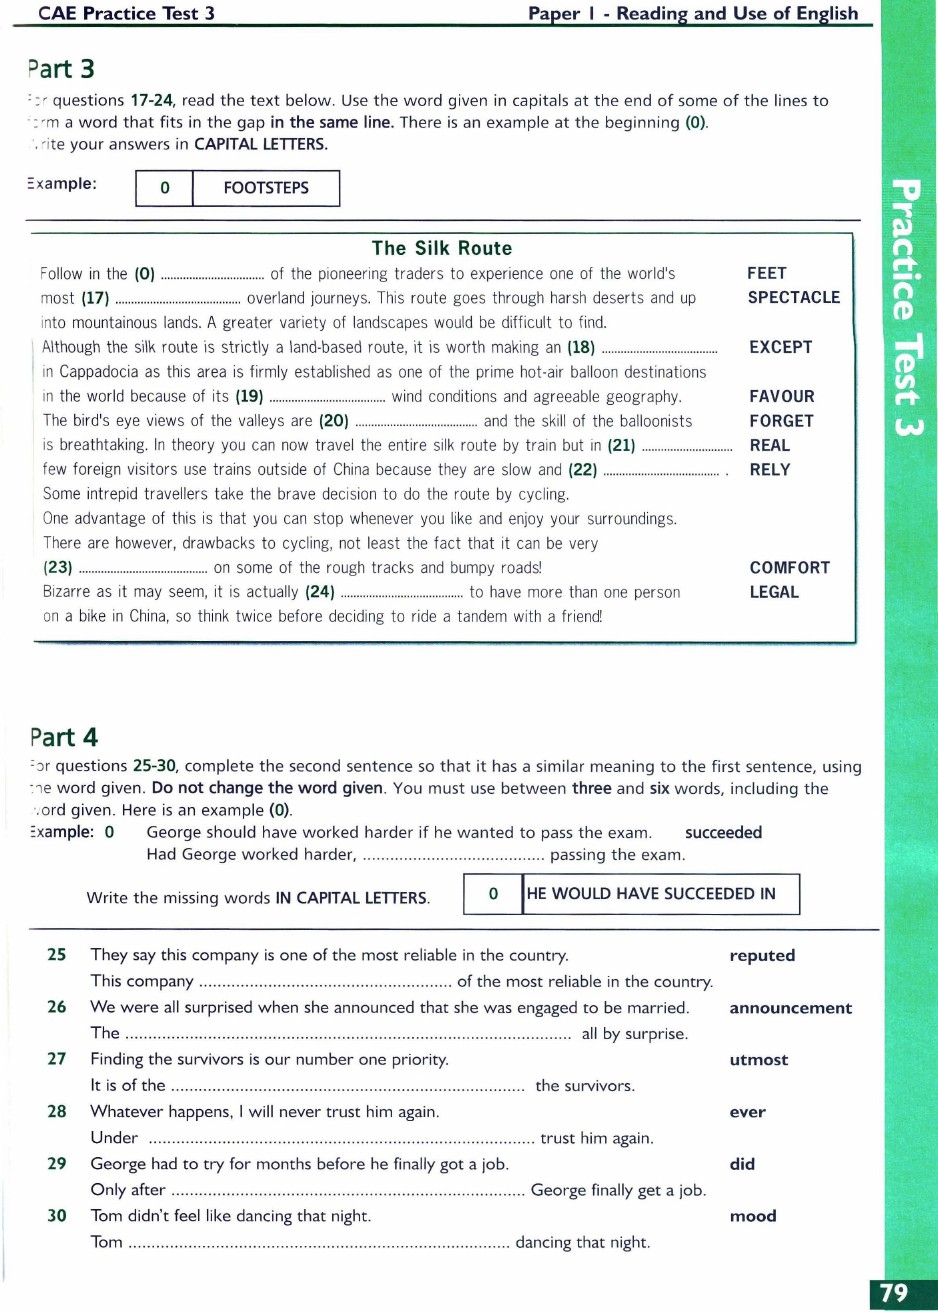 CAE Practice Test 3 Paper 1 - Reading and Use of English
Part 3
questions 17-24, read the text below. Use the word given in capitals at the end of some of the lines to
a word that fits in the gap in the same line. There is an example at the beginning (0).
your answers in CAPITAL LETTERS.
Example: 0 FOOTSTEPS
The Silk Route
Follow in the (0) ................................. of the pioneering traders to experience one of the world's FEET
most (17) ........................................ overland journeys. This route goes through harsh deserts and up SPECTACLE
into mountainous lands. A greater variety of landscapes would be difficult to find.
Although the silk route is strictly a land-based route, it is worth making an (18) ..................................... EXCEPT
in Cappadocia as this area is firmly established as one of the prime hot-air balloon destinations
in the world because of its (19) ..................................... wind conditions and agreeable geography. FAVOUR
The bird's eye views of the valleys are (20) ....................................... and the skill of the balloonists FORGET
is breathtaking. In theory you can now travel the entire silk route by train but in (21) ............................. REAL
few foreign visitors use trains outside of China because they are slow and (22) ..................................... . RELY
Some intrepid travellers take the brave decision to do the route by cycling.
One advantage of this is that you can stop whenever you like and enjoy your surroundings.
There are however, drawbacks to cycling, not least the fact that it can be very
(23) ......................................... on some of the rough tracks and bumpy roads! COMFORT
Bizarre as it may seem, it is actually (24) ....................................... to have more than one person LEGAL
on a bike in China, so think twice before deciding to ride a tandem with a friend!
Part 4
For questions 25-30, complete the second sentence so that it has a similar meaning to the first sentence, using
the word given. Do not change the word given. You must use between three and six words, including the
word given. Here is an example (0).
Example: 0 George should have worked harder if he wanted to pass the exam. succeeded
Had George worked harder, ........................................ passing the exam.
Write the missing words IN CAPITAL LETTERS. 0 HE WOULD HAVE SUCCEEDED IN
25 They say this company is one of the most reliable in the country. reputed
This company ....................................................... of the most reliable in the country.
26 We were all surprised when she announced that she was engaged to be married. announcement
The ................................................................................................. all by surprise.
27 Finding the survivors is our number one priority. utmost
It is of the ............................................................................. the survivors.
28 Whatever happens, I will never trust him again. ever
Under .................................................................................... trust him again.
29 George had to try for months before he finally got a job. did
Only after ............................................................................. George finally get a job.
30 Tom didn't feel like dancing that night. mood
Tom ................................................................................... dancing that night.
Practice Test 3
79